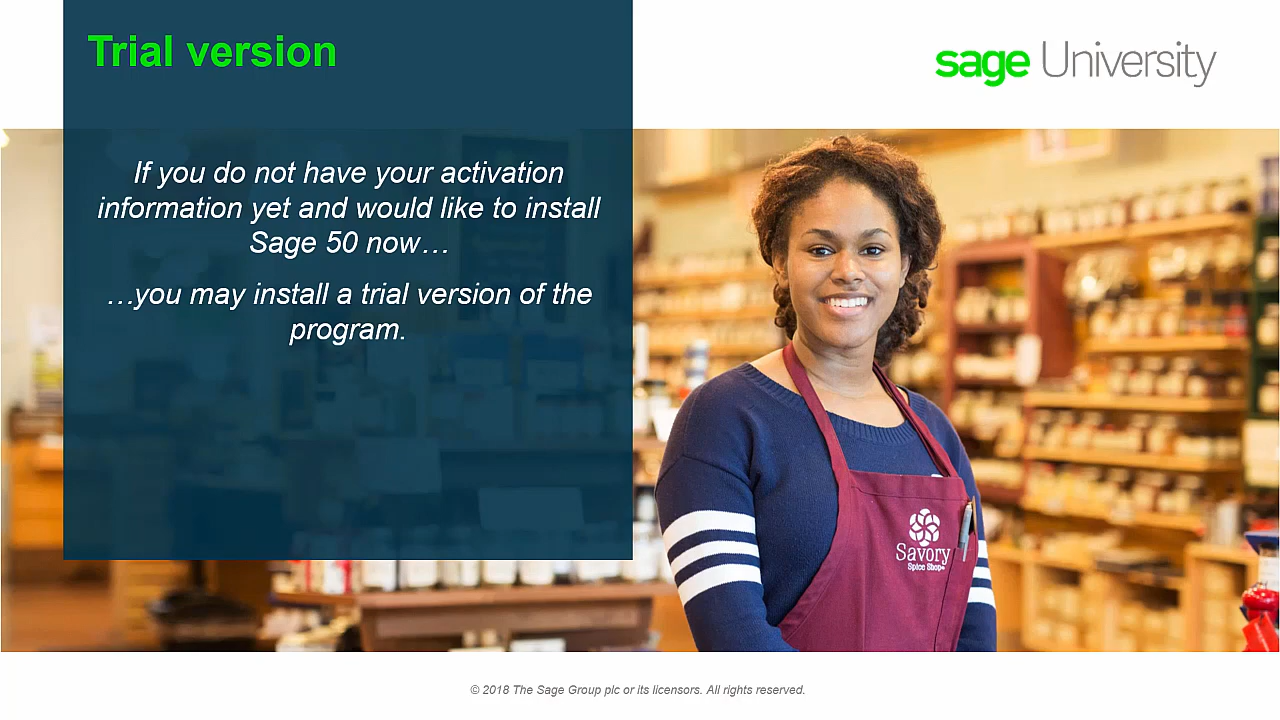 Trial version
sage University
If you do not have your activation
information yet and would like to install
Sage 50 now…
…you may install a trial version of the
program.
Savory
Spice Shop
© 2018 The Sage Group plc or its licensors. All rights reserved.